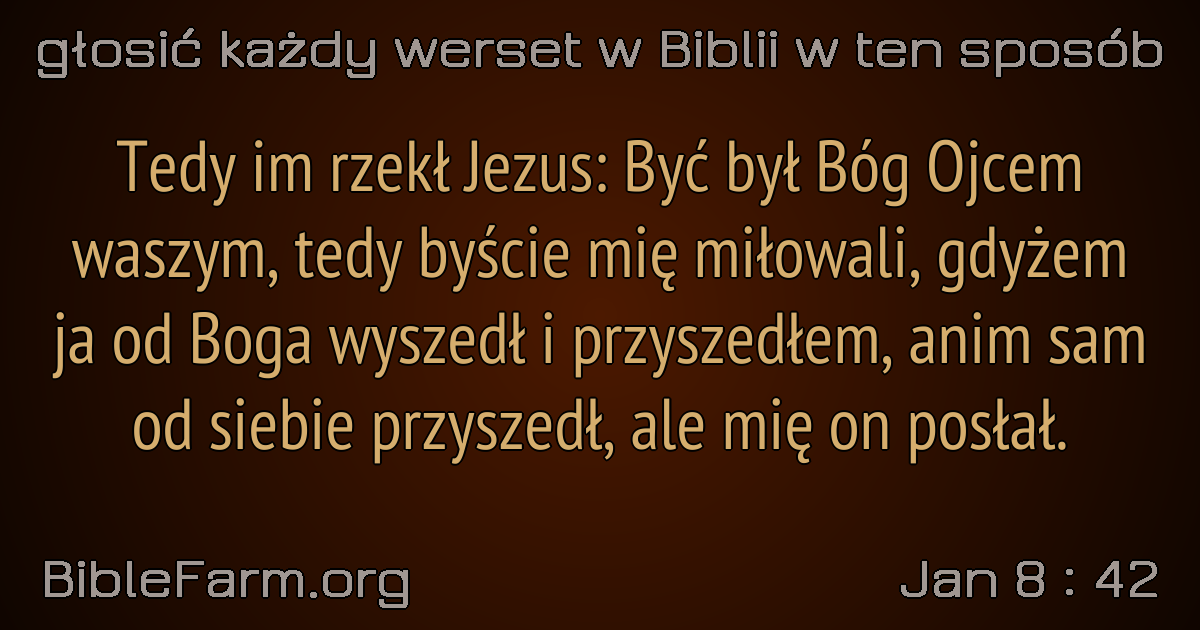 głosić każdy werset w Biblii w ten sposób
Tedy im rzekł Jezus: Być był Bóg Ojcem
waszym, tedy byście mię miłowali, gdyżem
ja od Boga wyszedł i przyszedłem, anim sam
od siebie przyszedł, ale mię on posłał.
BibleFarm.org
Jan 8 : 42